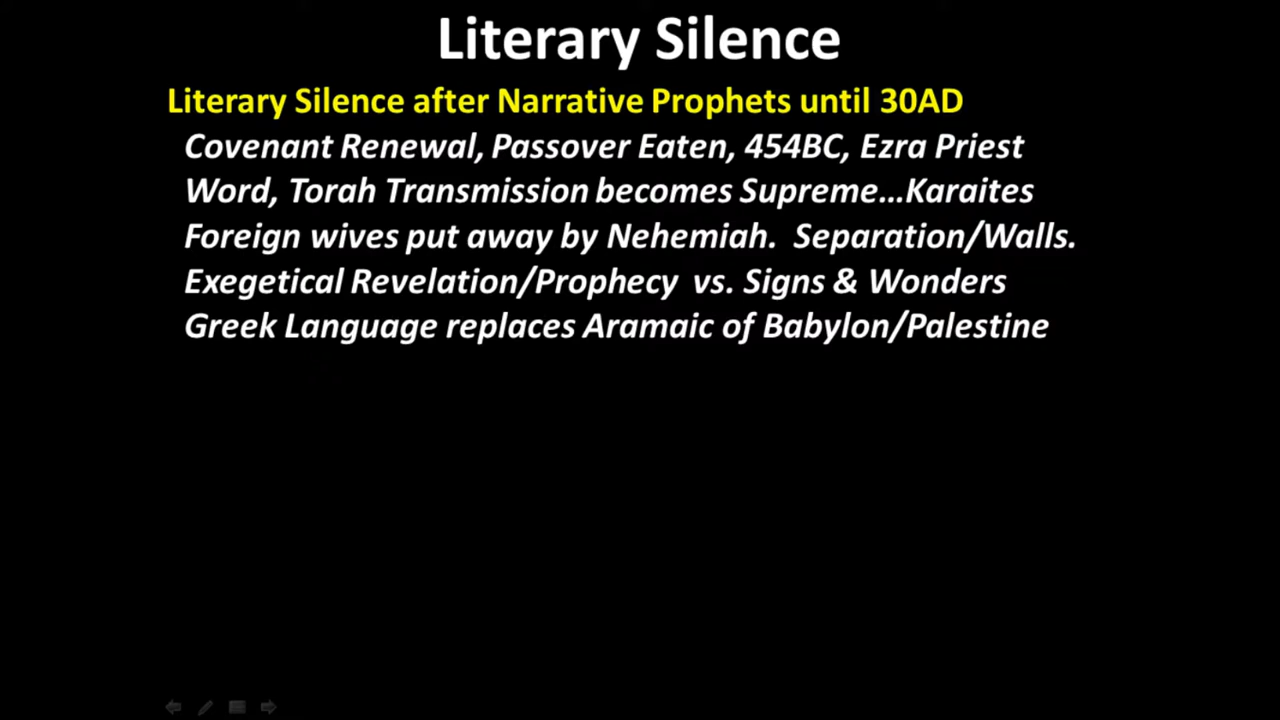 Literary Silence
Literary Silence after Narrative Prophets until 30AD
Covenant Renewal, Passover Eaten, 454BC, Ezra Priest
Word, Torah Transmission becomes Supreme...Karaites
Foreign wives put away by Nehemiah.  Separation/Walls.
Exegetical Revelation/Prophecy  vs. Signs & Wonders
Greek Language replaces Aramaic of Babylon/Palestine